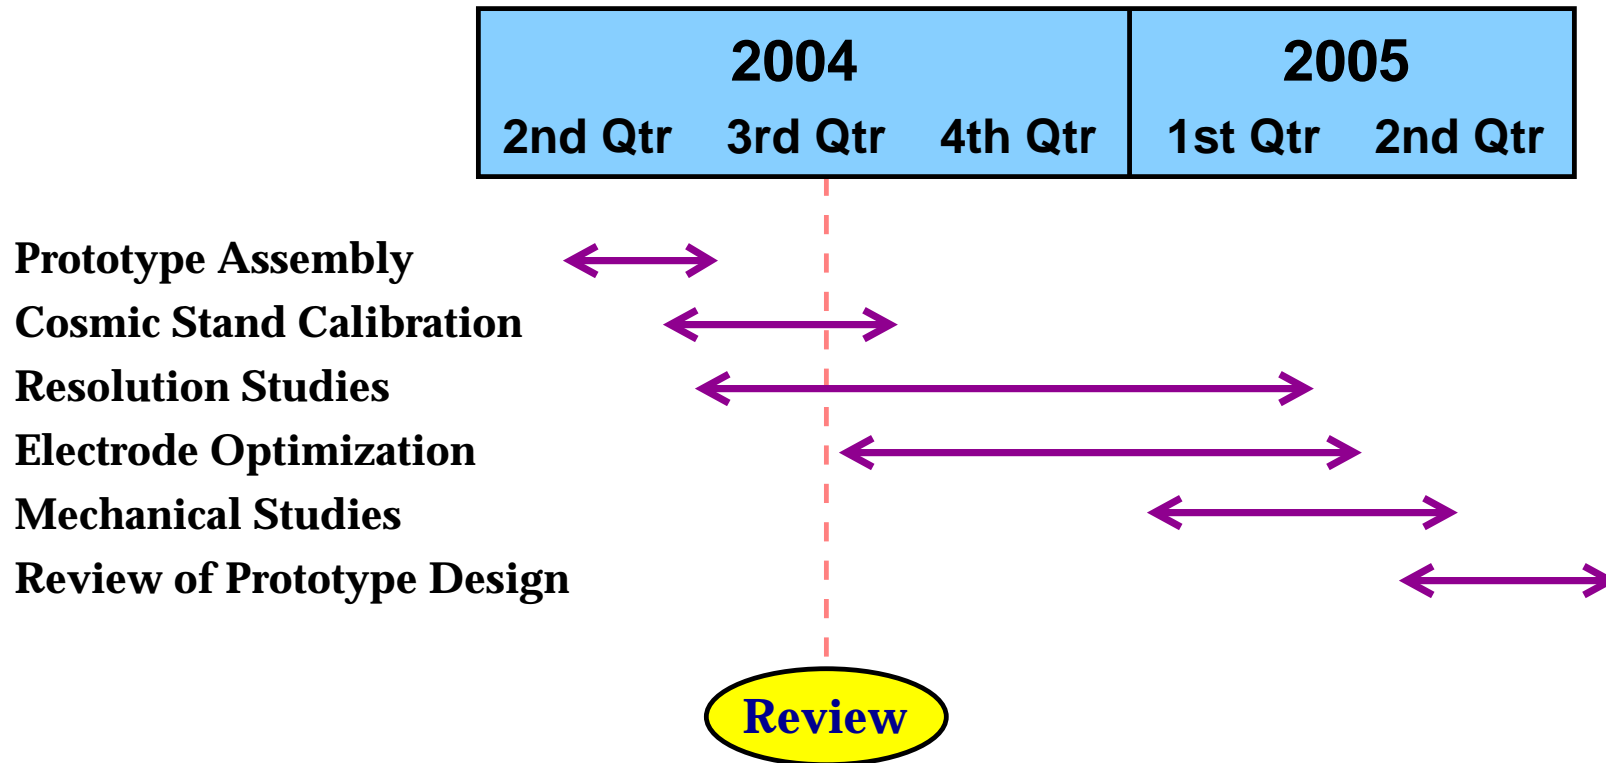 2004 2005
2nd Qtr 3rd Qtr 4th Qtr 1st Qtr 2nd Qtr
Prototype Assembly
Cosmic Stand Calibration
Resolution Studies
Electrode Optimization
Mechanical Studies
Review of Prototype Design
Review